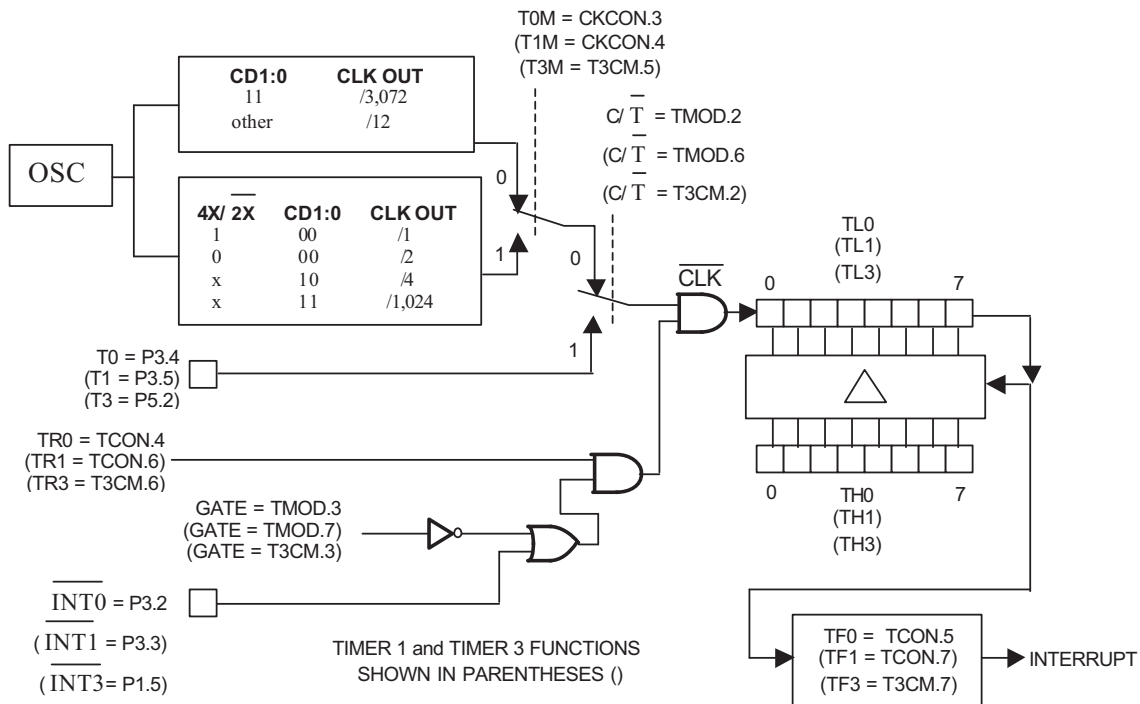 T0M = CKCON.3
(T1M = CKCON.4
(T3M = T3CM.5)
CD1:0 CLK OUT
11 /3,072
other /12
OSC
4X/ 2X CD1:0 CLK OUT
1 00 /1
0 00 /2
x 10 /4
x 11 /1,024
0
1
C/ T = TMOD.2
(C/ T = TMOD.6
(C/ T = T3CM.2)
0
1
CLK
TL0
(TL1)
(TL3)
0 7
T0 = P3.4
(T1 = P3.5)
(T3 = P5.2)
TR0 = TCON.4
(TR1 = TCON.6)
(TR3 = T3CM.6)
0 7
TH0
(TH1)
(TH3)
GATE = TMOD.3
(GATE = TMOD.7)
(GATE = T3CM.3)
INT0 = P3.2
( INT1 = P3.3)
( INT3 = P1.5)
TIMER 1 and TIMER 3 FUNCTIONS
SHOWN IN PARENTHESES ()
TF0 = TCON.5
(TF1 = TCON.7)
(TF3 = T3CM.7)
INTERRUPT